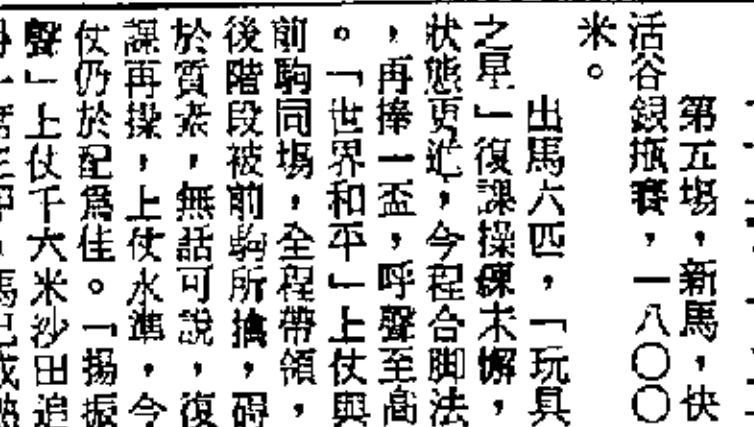 第五場，新馬，快
活谷銀瓶賽，一八〇〇
米。
出馬六匹，「玩具
之星」復課操練未懈，
狀態更進，今程合脚法
，再捧一盃，呼聲至高
。「世界和平」上仗與
前駒同場，全程帶領，
後階段被前駒所擒，碍
於質素，無話可說，復
課再操，上仗水準，今
仗仍於配爲佳。「揚振
聲」上仗千六米沙田追